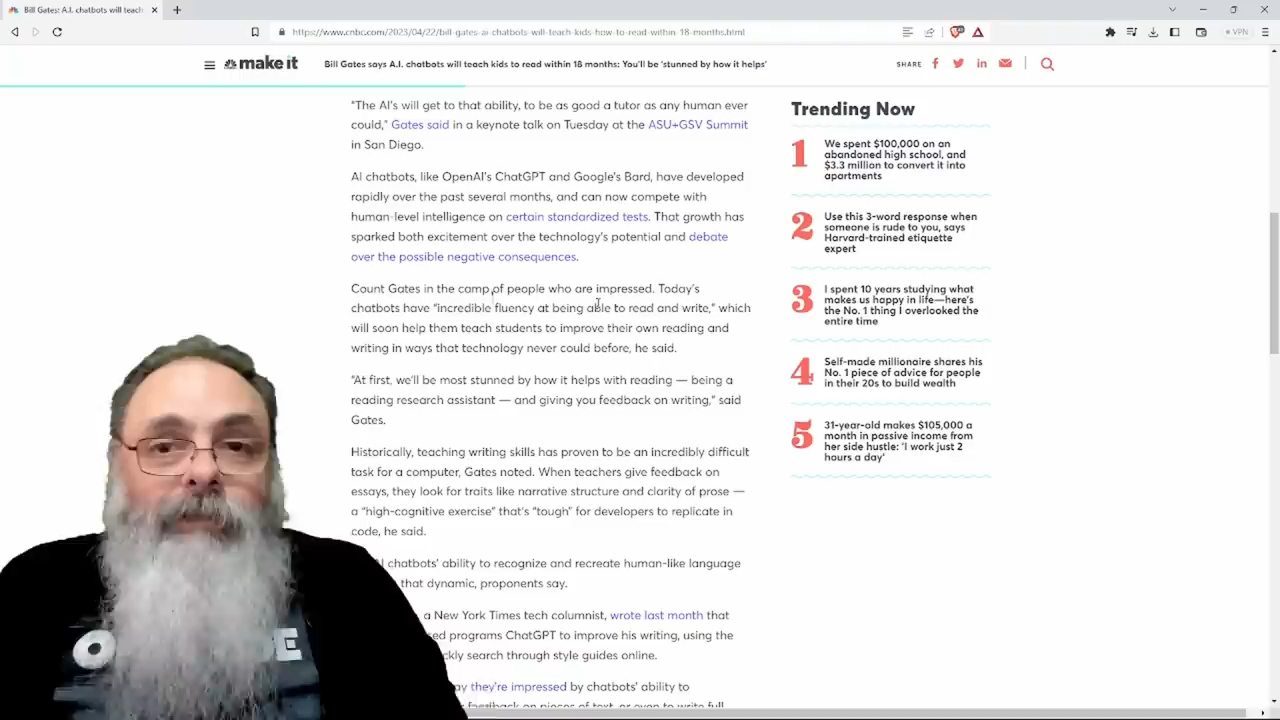 Bill Gates: A.I. chatbots will teach
https://www.cnbc.com/2023/04/22/bill-gates-ai-chatbots-will-teach-kids-how-to-read-within-18-months.html
VPN
make it
Bill Gates says A.I. chatbots will teach kids to read within 18 months: You'll be 'stunned by how it helps'
SHARE
"The AI's will get to that ability, to be as good a tutor as any human ever
could," Gates said in a keynote talk on Tuesday at the ASU+GSV Summit
in San Diego.
AI chatbots, like OpenAI's ChatGPT and Google's Bard, have developed
rapidly over the past several months, and can now compete with
human-level intelligence on certain standardized tests. That growth has
sparked both excitement over the technology's potential and debate
over the possible negative consequences.
Count Gates in the camp of people who are impressed. Today's
chatbots have "incredible fluency at being able to read and write," which
will soon help them teach students to improve their own reading and
writing in ways that technology never could before, he said.
"At first, we'll be most stunned by how it helps with reading — being a
reading research assistant — and giving you feedback on writing," said
Gates.
Historically, teaching writing skills has proven to be an incredibly difficult
task for a computer, Gates noted. When teachers give feedback on
essays, they look for traits like narrative structure and clarity of prose —
a "high-cognitive exercise" that's "tough" for developers to replicate in
code, he said.
chatbots' ability to recognize and recreate human-like language
that dynamic, proponents say.
a New York Times tech columnist, wrote last month that
programs ChatGPT to improve his writing, using the
search through style guides online.
they're impressed by chatbots' ability to
feedback on pieces of text, or even to write full
Trending Now
1 We spent $100,000 on an
abandoned high school, and
$3.3 million to convert it into
apartments
2 Use this 3-word response when
someone is rude to you, says
Harvard-trained etiquette
expert
3 I spent 10 years studying what
makes us happy in life—here's
the No. 1 thing I overlooked the
entire time
4 Self-made millionaire shares his
No. 1 piece of advice for people
in their 20s to build wealth
5 31-year-old makes $105,000 a
month in passive income from
her side hustle: 'I work just 2
hours a day'